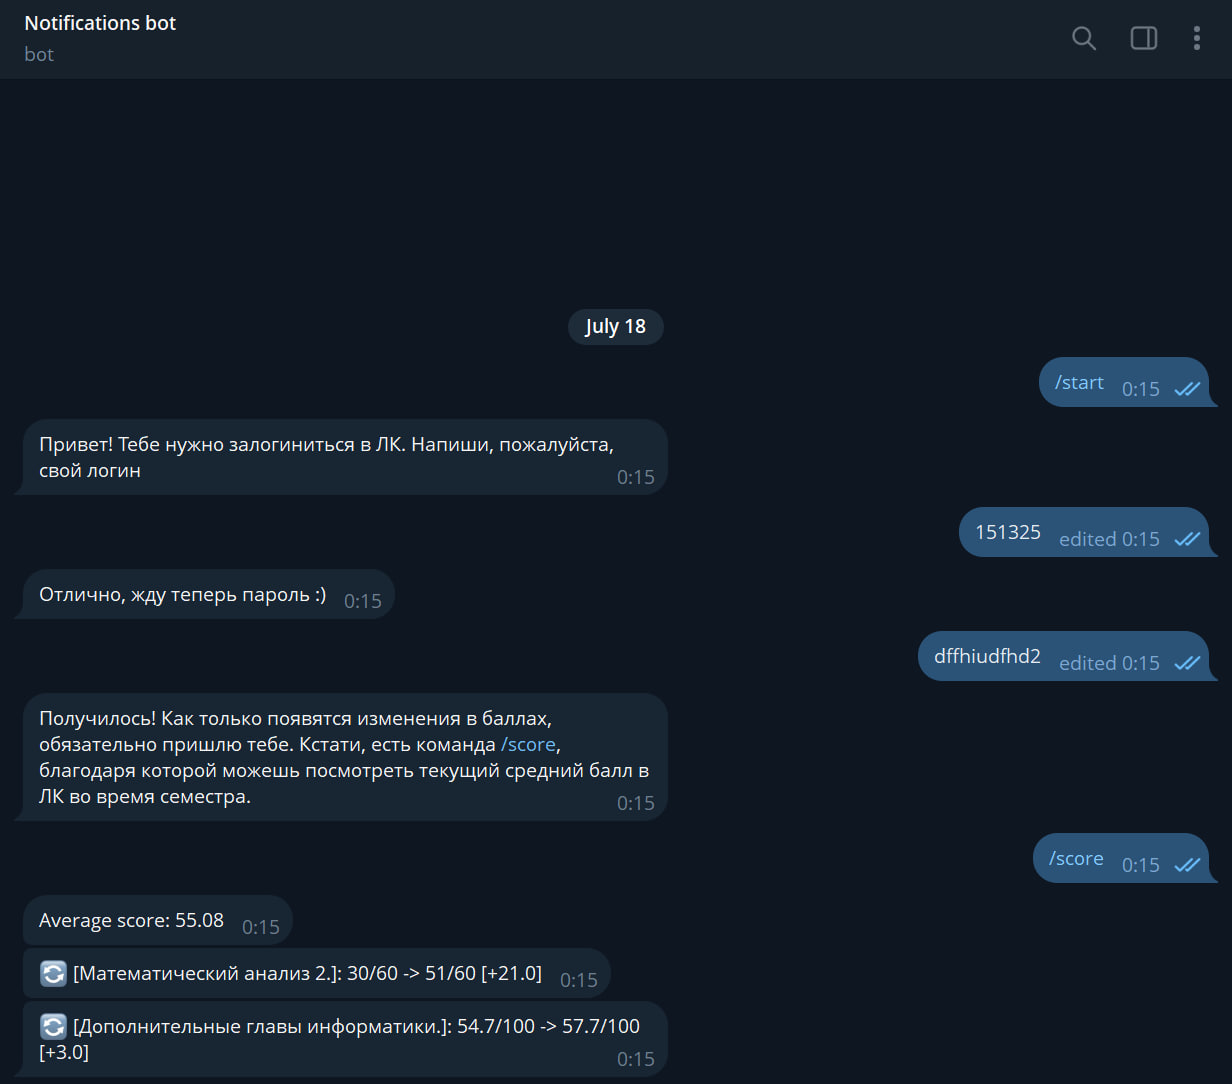 Notifications bot
bot
July 18
/start 0:15
Привет! Тебе нужно залогиниться в ЛК. Напиши, пожалуйста,
свой логин 0:15
151325 edited 0:15
Отлично, жду теперь пароль :) 0:15
dffhiudfhd2 edited 0:15
Получилось! Как только появятся изменения в баллах,
обязательно пришлю тебе. Кстати, есть команда /score,
благодаря которой можешь посмотреть текущий средний балл в
ЛК во время семестра. 0:15
/score 0:15
Average score: 55.08 0:15
[Математический анализ 2.]: 30/60 -> 51/60 [+21.0] 0:15
[Дополнительные главы информатики.]: 54.7/100 -> 57.7/100
[+3.0] 0:15